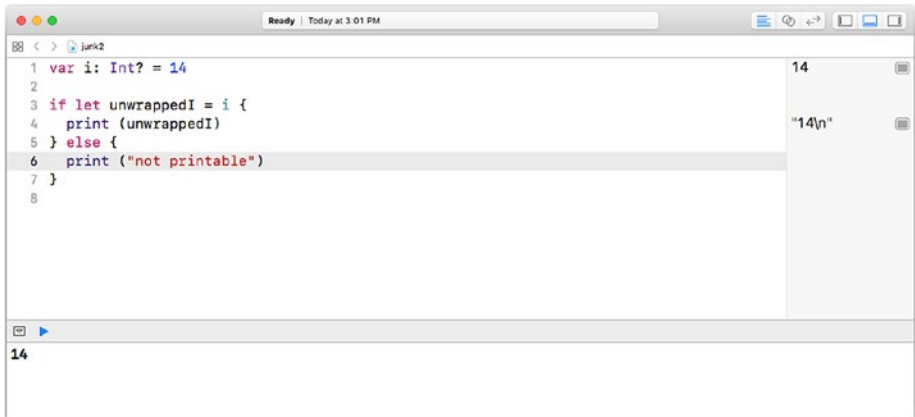 Ready | Today at 3:01 PM
junk2
1 var i: Int? = 14
14
2
3 if let unwrappedI = i {
4   print (unwrappedI)
"14\n"
5 } else {
6   print ("not printable")
7 }
8
14